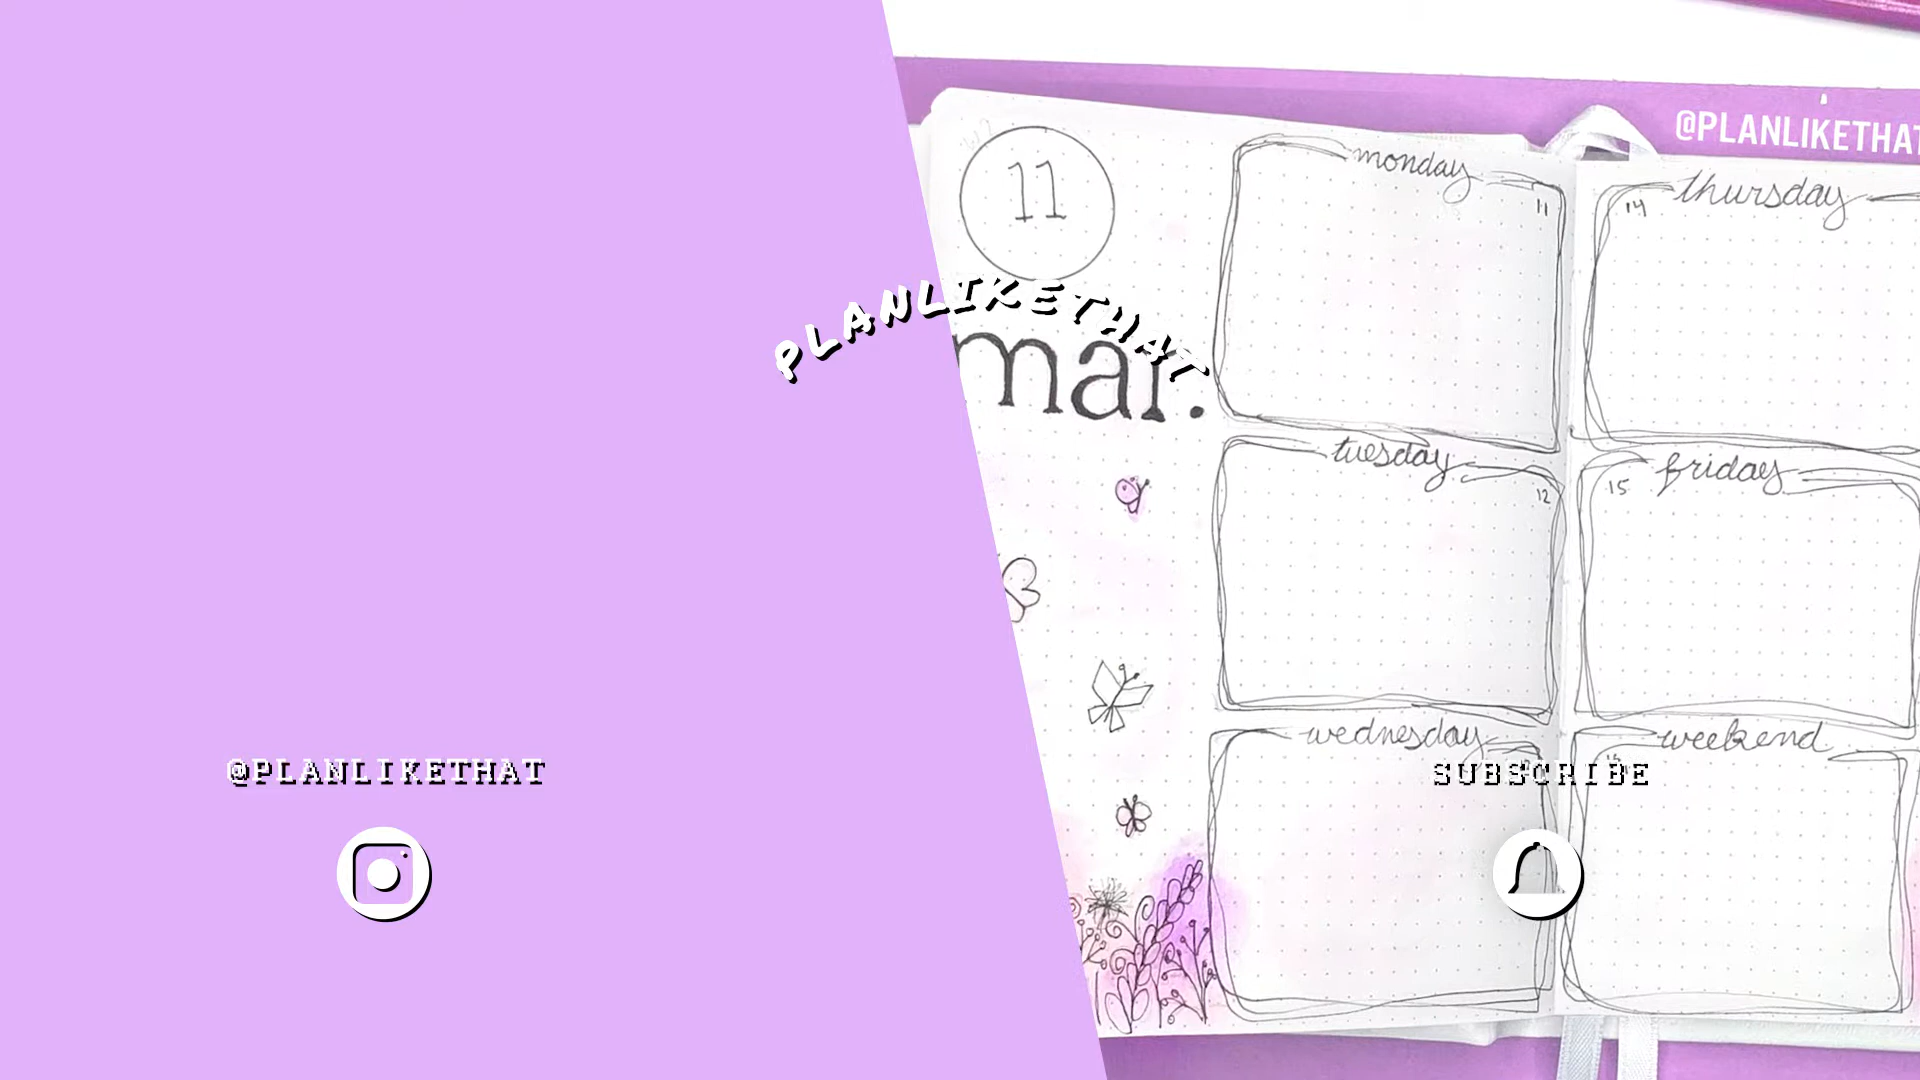 @PLANLIKETHAT
11
monday
11
14
thursday
PLANLIKETHAT
mar.
tuesday
12
15
friday
wednesday
weekend
@PLANLIKETHAT
SUBSCRIBE